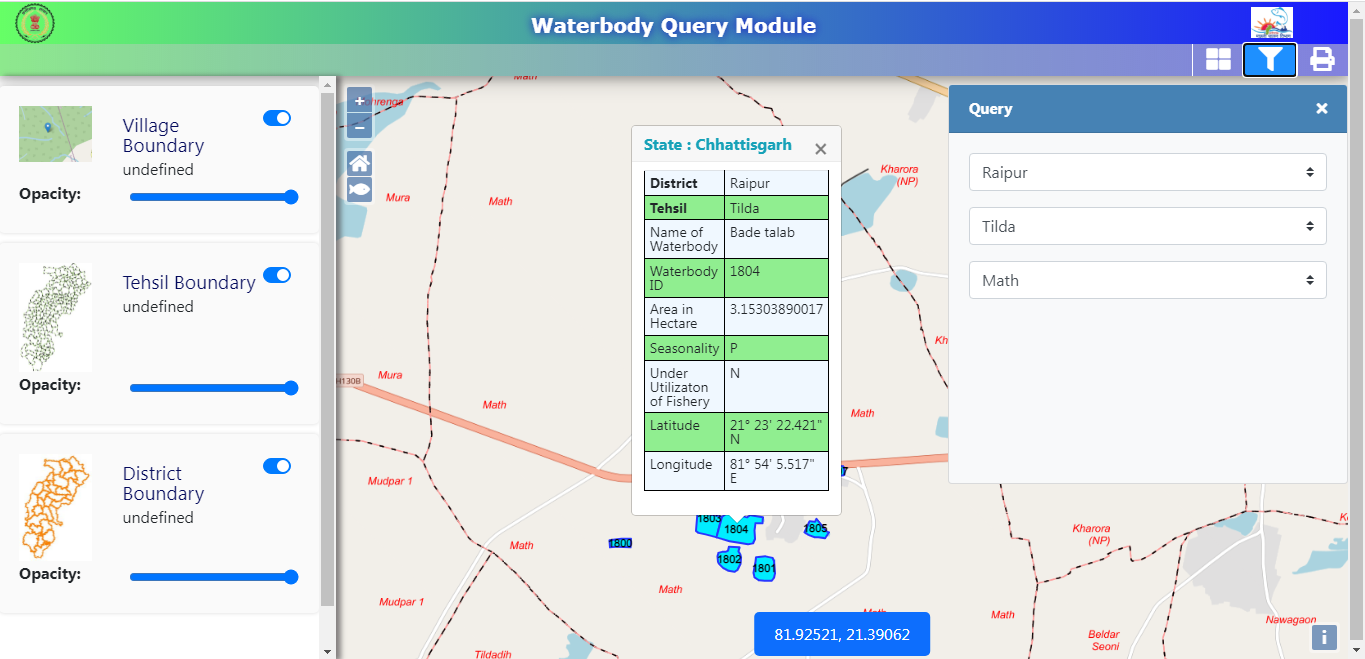 Waterbody Query Module
Village
Boundary
undefined
Opacity:
Tehsil Boundary
undefined
Opacity:
District
Boundary
undefined
Opacity:
+
−
Math
Mura
Math
Kharora
(NP)
H130B
Mura
Math
Math
Kh
Mudpar 1
Math
Math
Mudpar 1
Math
Tildadih
Math
Kharora
(NP)
Beldar
Seoni
Nawagaon
1803
1804
1805
1800
1802
1801
State : Chhattisgarh
×
District Raipur
Tehsil Tilda
Name of
Waterbody Bade talab
Waterbody
ID 1804
Area in
Hectare 3.15303890017
Seasonality P
Under
Utilizaton
of Fishery N
Latitude 21° 23' 22.421"
N
Longitude 81° 54' 5.517"
E
81.92521, 21.39062
Query
×
Raipur
Tilda
Math
i